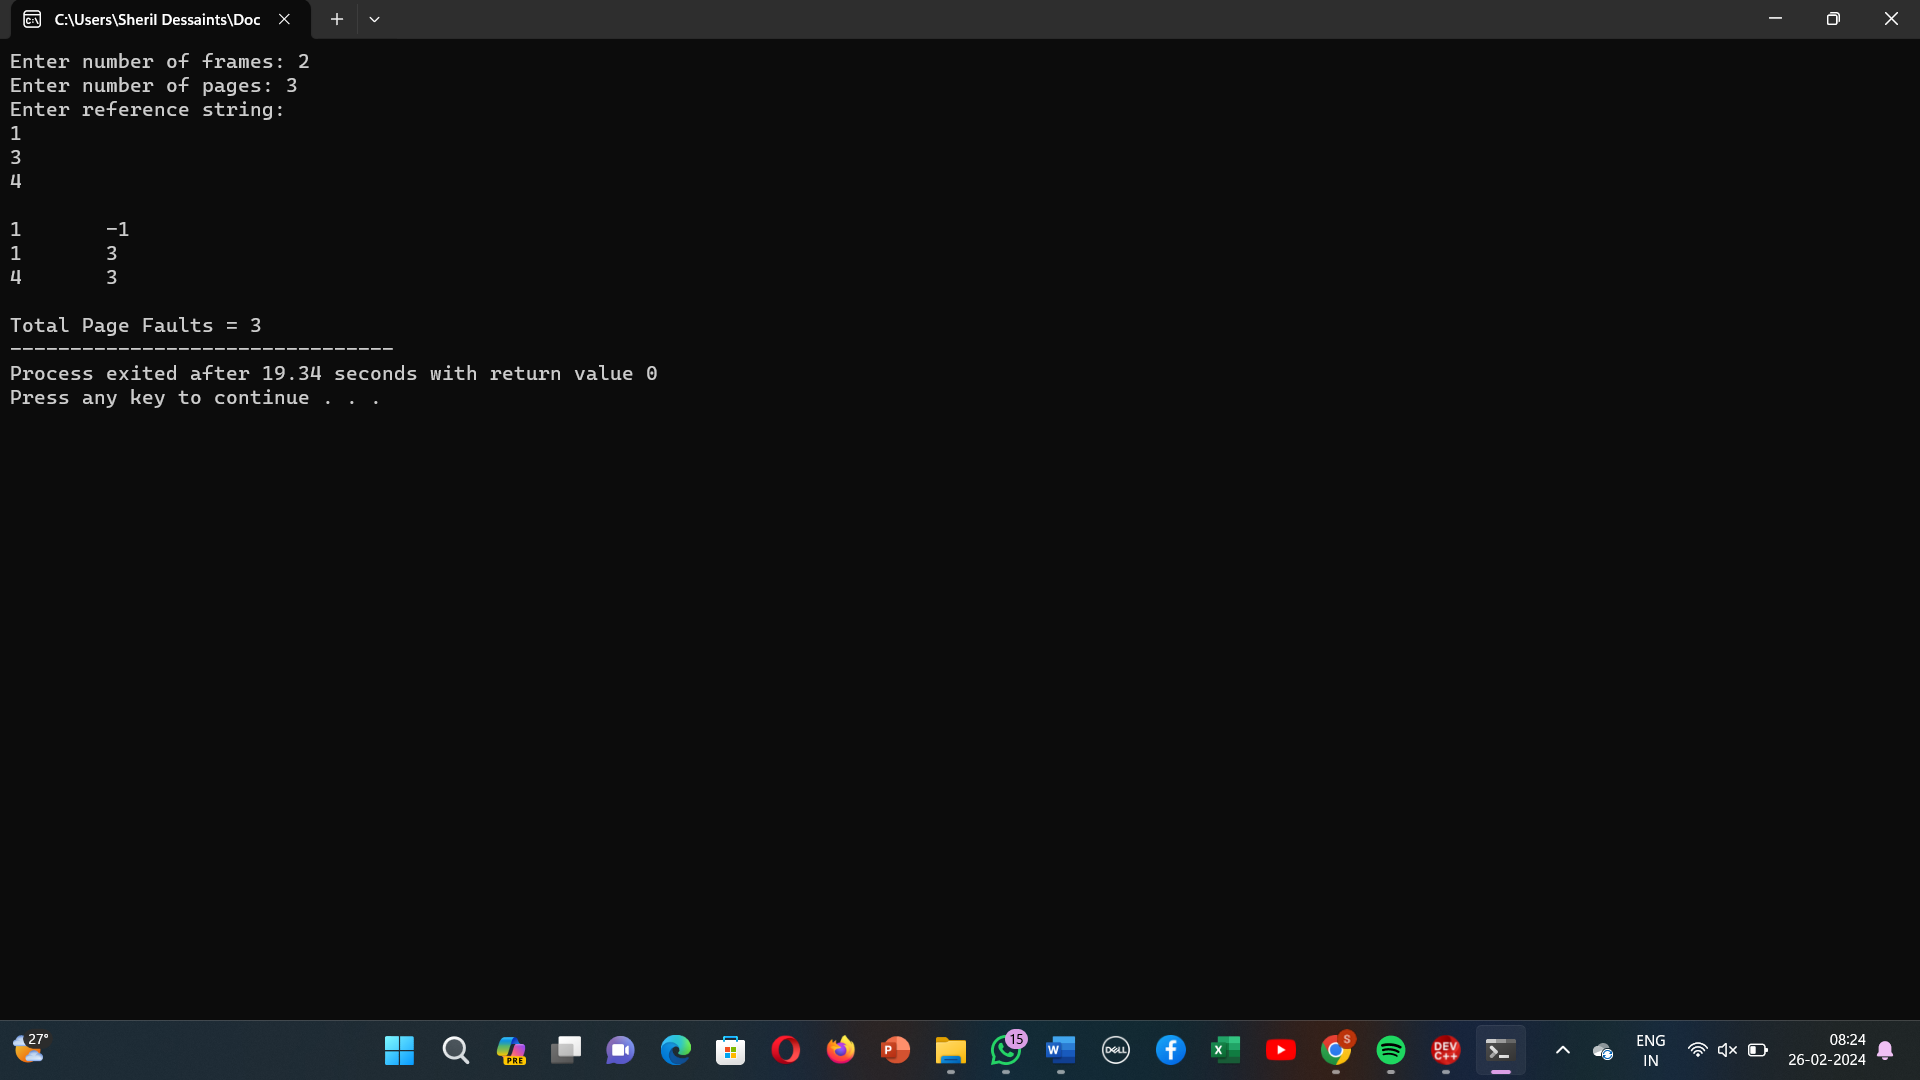 C:\Users\Sheril Dessaints\Doc
Enter number of frames: 2
Enter number of pages: 3
Enter reference string:
1
3
4
1 -1
1 3
4 3
Total Page Faults = 3
--------------------------------
Process exited after 19.34 seconds with return value 0
Press any key to continue . . .
27°
PRE
P
15
W
DELL
X
S
DEV
C++
ENG
IN
08:24
26-02-2024